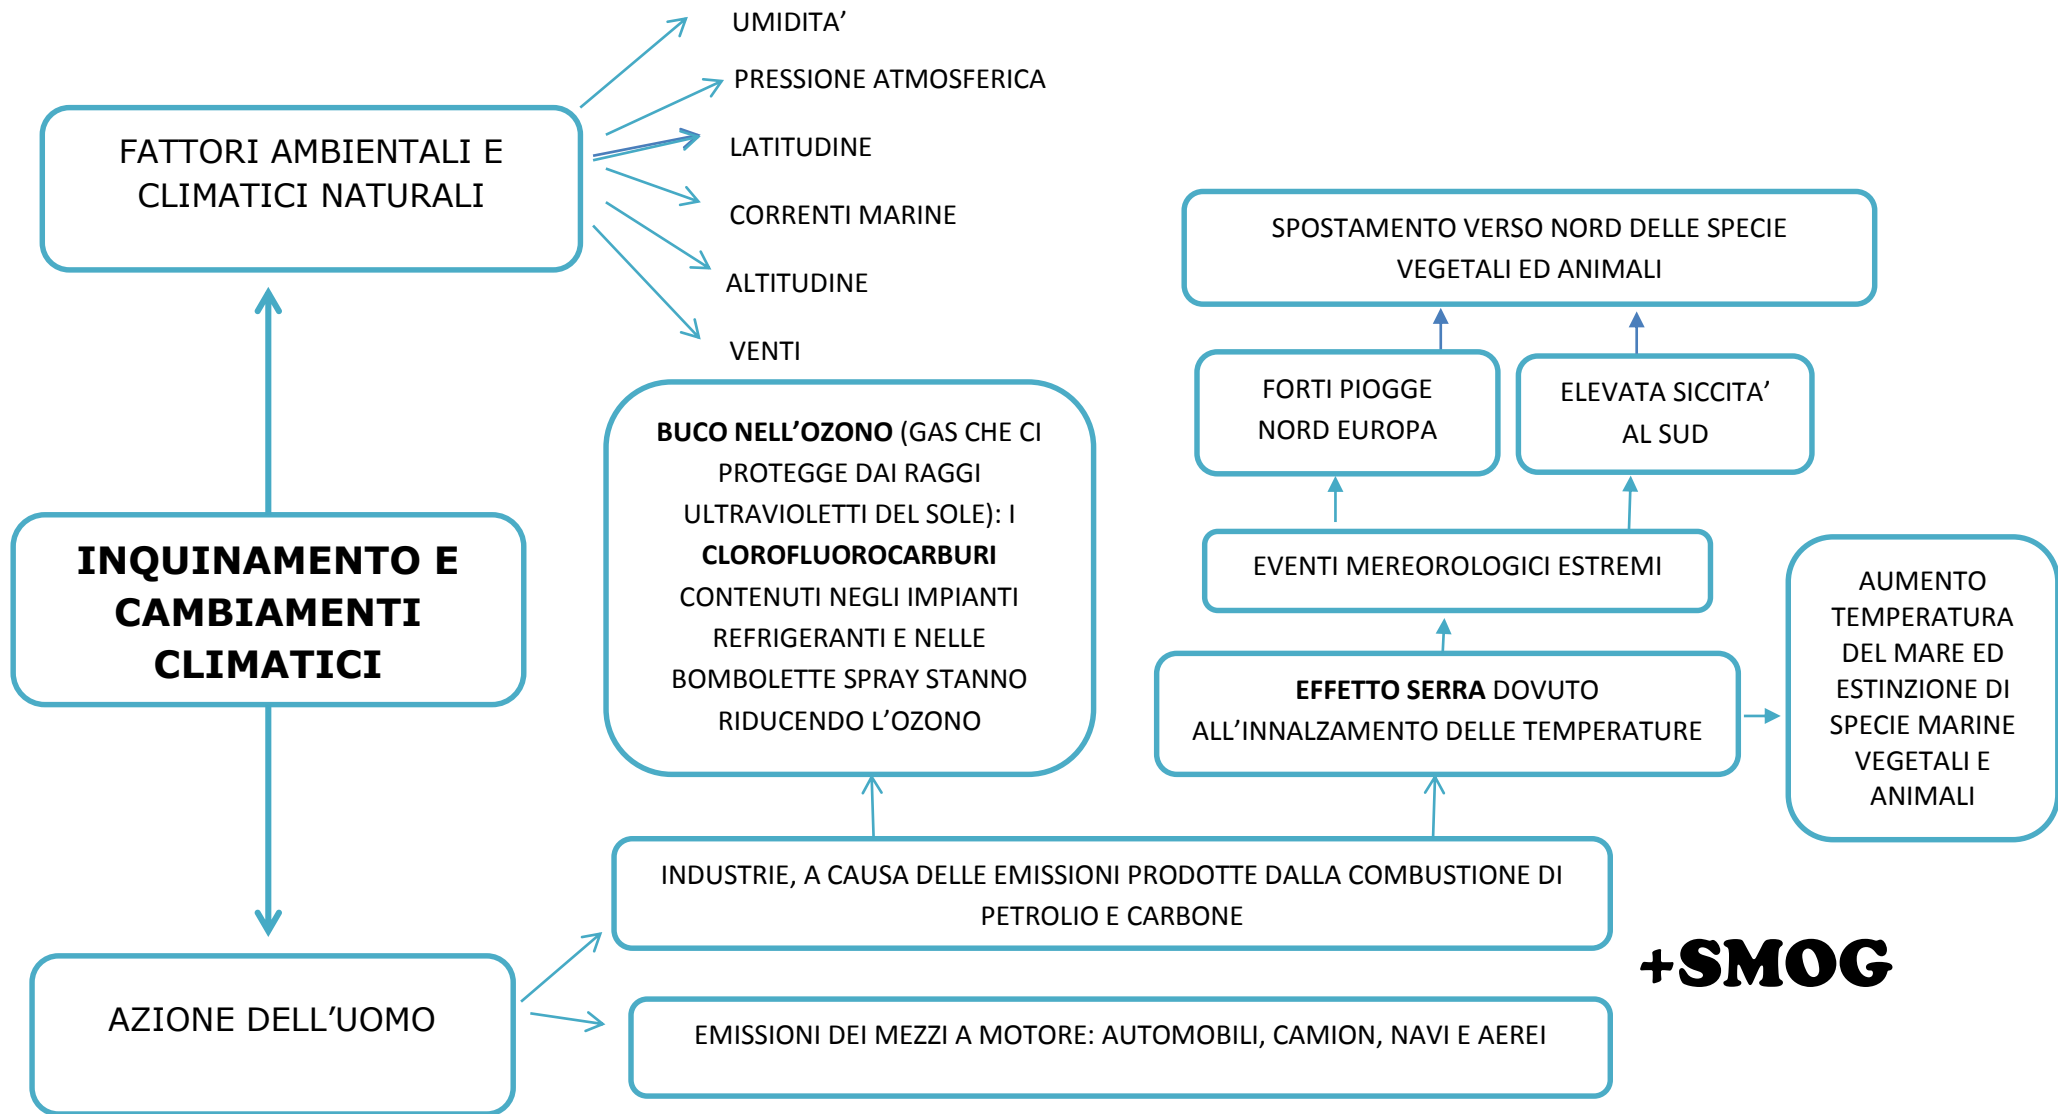 UMIDITA’
PRESSIONE ATMOSFERICA
LATITUDINE
CORRENTI MARINE
ALTITUDINE
VENTI
FATTORI AMBIENTALI E
CLIMATICI NATURALI
INQUINAMENTO E
CAMBIAMENTI
CLIMATICI
AZIONE DELL’UOMO
BUCO NELL’OZONO (GAS CHE CI
PROTEGGE DAI RAGGI
ULTRAVIOLETTI DEL SOLE): I
CLOROFLUOROCARBURI
CONTENUTI NEGLI IMPIANTI
REFRIGERANTI E NELLE
BOMBOLETTE SPRAY STANNO
RIDUCENDO L’OZONO
SPOSTAMENTO VERSO NORD DELLE SPECIE
VEGETALI ED ANIMALI
FORTI PIOGGE
NORD EUROPA
ELEVATA SICCITA’
AL SUD
EVENTI MEREOROLOGICI ESTREMI
EFFETTO SERRA DOVUTO
ALL’INNALZAMENTO DELLE TEMPERATURE
AUMENTO
TEMPERATURA
DEL MARE ED
ESTINZIONE DI
SPECIE MARINE
VEGETALI E
ANIMALI
INDUSTRIE, A CAUSA DELLE EMISSIONI PRODOTTE DALLA COMBUSTIONE DI
PETROLIO E CARBONE
+SMOG
EMISSIONI DEI MEZZI A MOTORE: AUTOMOBILI, CAMION, NAVI E AEREI